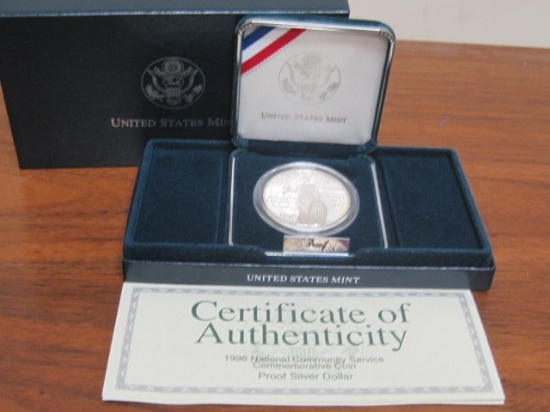 UNITED STATES MINT
UNITED STATES MINT
Proof
UNITED STATES MINT
Certificate of
Authenticity
1996 National Community Service
Commemorative Coin
Proof Silver Dollar